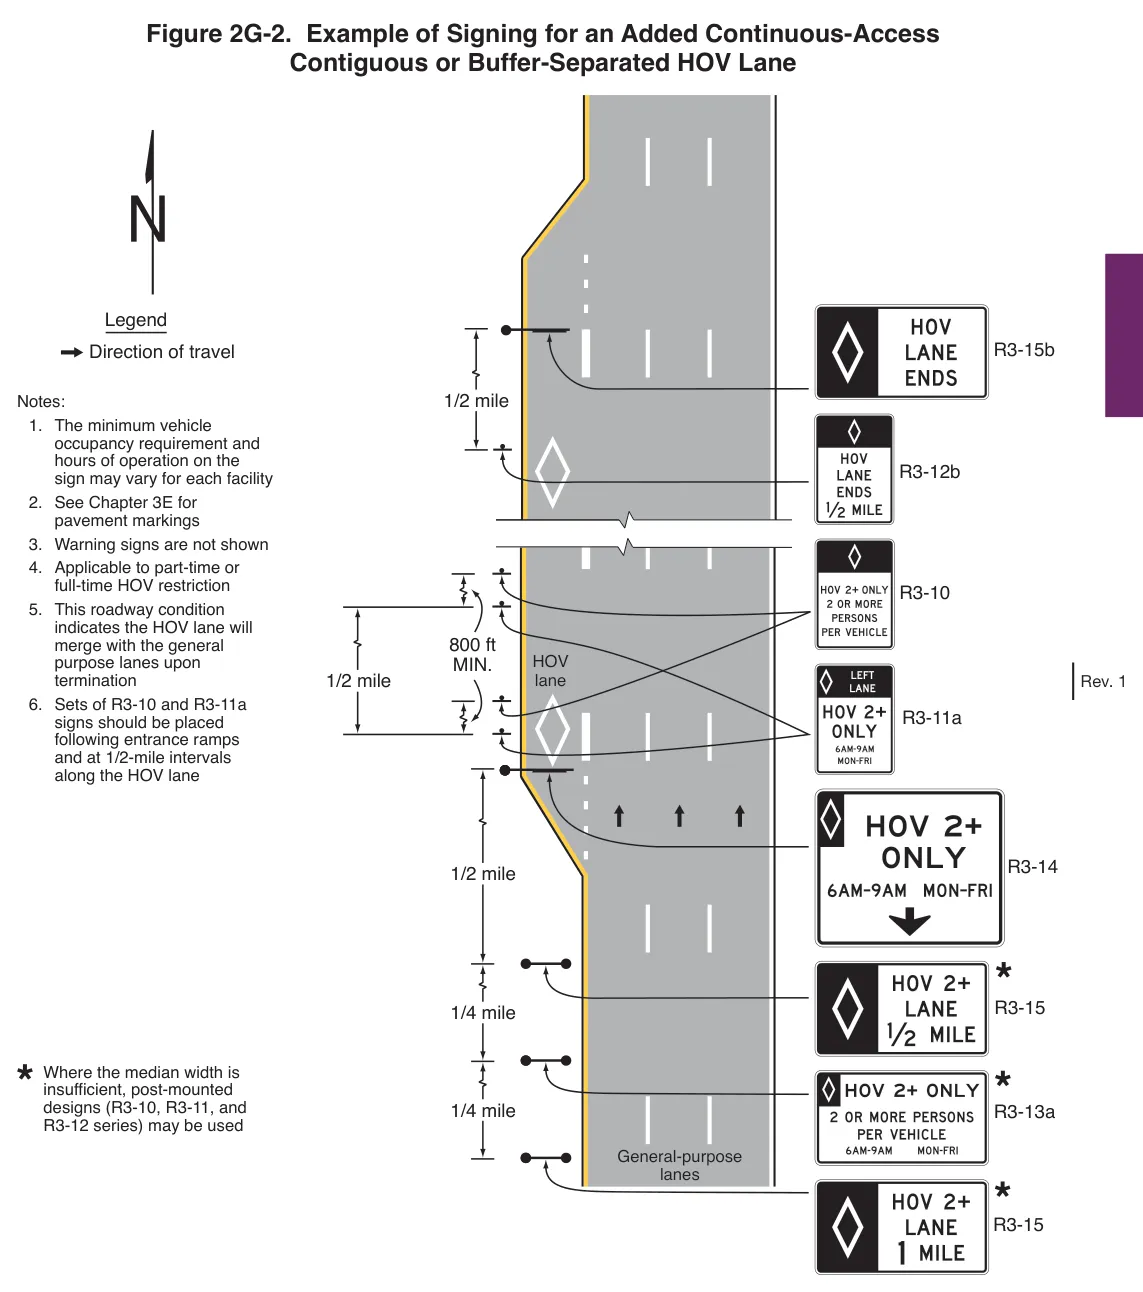 Figure 2G-2. Example of Signing for an Added Continuous-Access
Contiguous or Buffer-Separated HOV Lane
N
Legend
Direction of travel
Notes:
1. The minimum vehicle
occupancy requirement and
hours of operation on the
sign may vary for each facility
2. See Chapter 3E for
pavement markings
3. Warning signs are not shown
4. Applicable to part-time or
full-time HOV restriction
5. This roadway condition
indicates the HOV lane will
merge with the general
purpose lanes upon
termination
6. Sets of R3-10 and R3-11a
signs should be placed
following entrance ramps
and at 1/2-mile intervals
along the HOV lane
* Where the median width is
insufficient, post-mounted
designs (R3-10, R3-11, and
R3-12 series) may be used
1/2 mile
800 ft
MIN.
1/2 mile
HOV
lane
1/2 mile
1/4 mile
1/4 mile
General-purpose
lanes
HOV
LANE
ENDS
R3-15b
HOV
LANE
ENDS
1/2 MILE
R3-12b
HOV 2+ ONLY
2 OR MORE
PERSONS
PER VEHICLE
R3-10
LEFT
LANE
HOV 2+
ONLY
6AM-9AM
MON-FRI
R3-11a
Rev. 1
HOV 2+
ONLY
6AM-9AM MON-FRI
R3-14
HOV 2+
LANE
1/2 MILE
*
R3-15
HOV 2+ ONLY
2 OR MORE PERSONS
PER VEHICLE
6AM-9AM MON-FRI
*
R3-13a
HOV 2+
LANE
1 MILE
*
R3-15